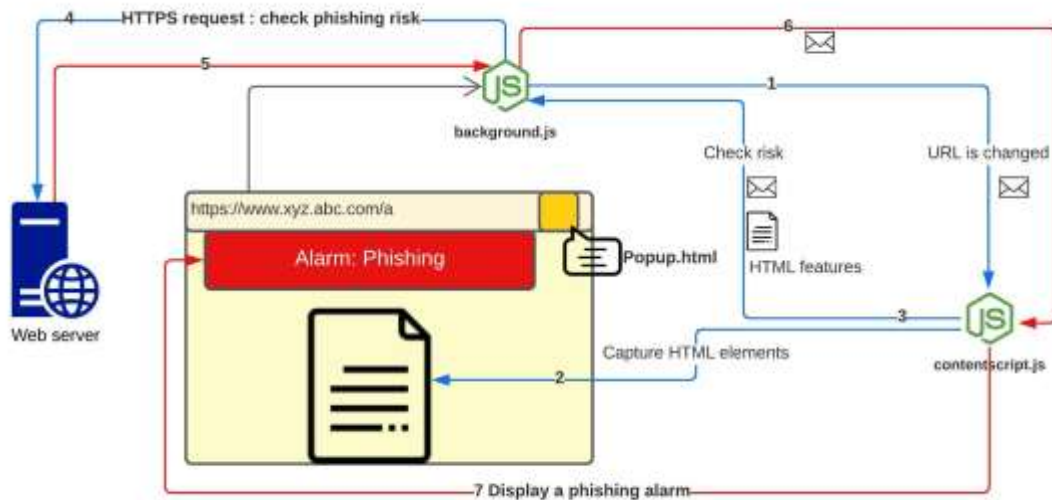 4 HTTPS request : check phishing risk
6
5
1
JS
background.js
Check risk
URL is changed
https://www.xyz.abc.com/a
Alarm: Phishing
Popup.html
HTML features
Web server
3
JS
Capture HTML elements
contentscript.js
2
7 Display a phishing alarm